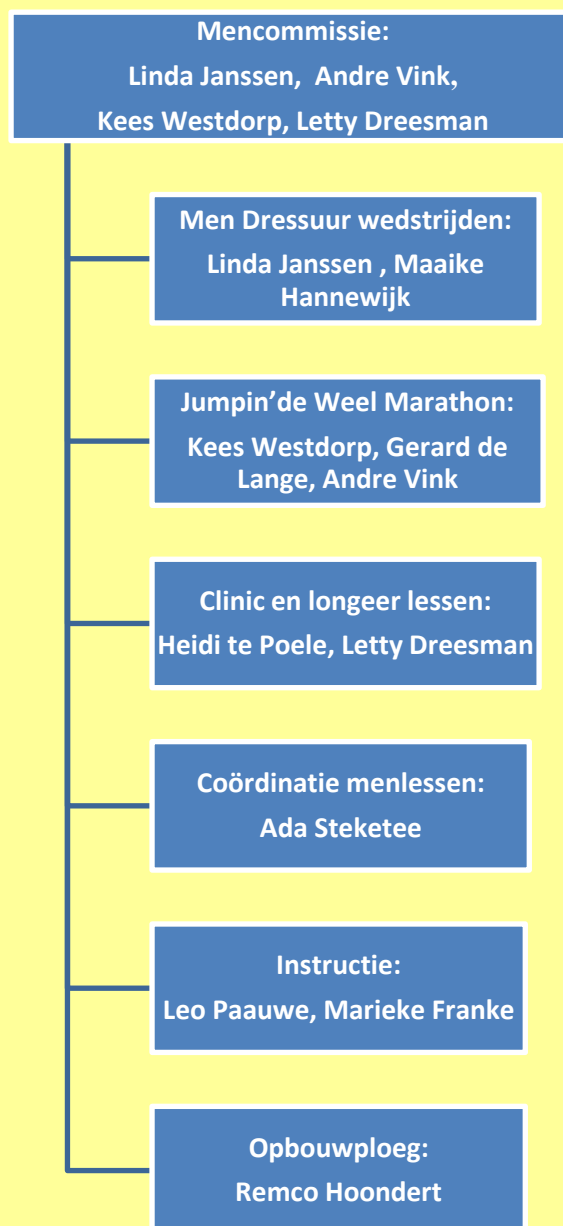 Mencommissie:
Linda Janssen, Andre Vink,
Kees Westdorp, Letty Dreesman
Men Dressuur wedstrijden:
Linda Janssen , Maaike
Hannewijk
Jumpin’de Weel Marathon:
Kees Westdorp, Gerard de
Lange, Andre Vink
Clinic en longeer lessen:
Heidi te Poele, Letty Dreesman
Coördinatie menlessen:
Ada Steketee
Instructie:
Leo Paauwe, Marieke Franke
Opbouwploeg:
Remco Hoondert